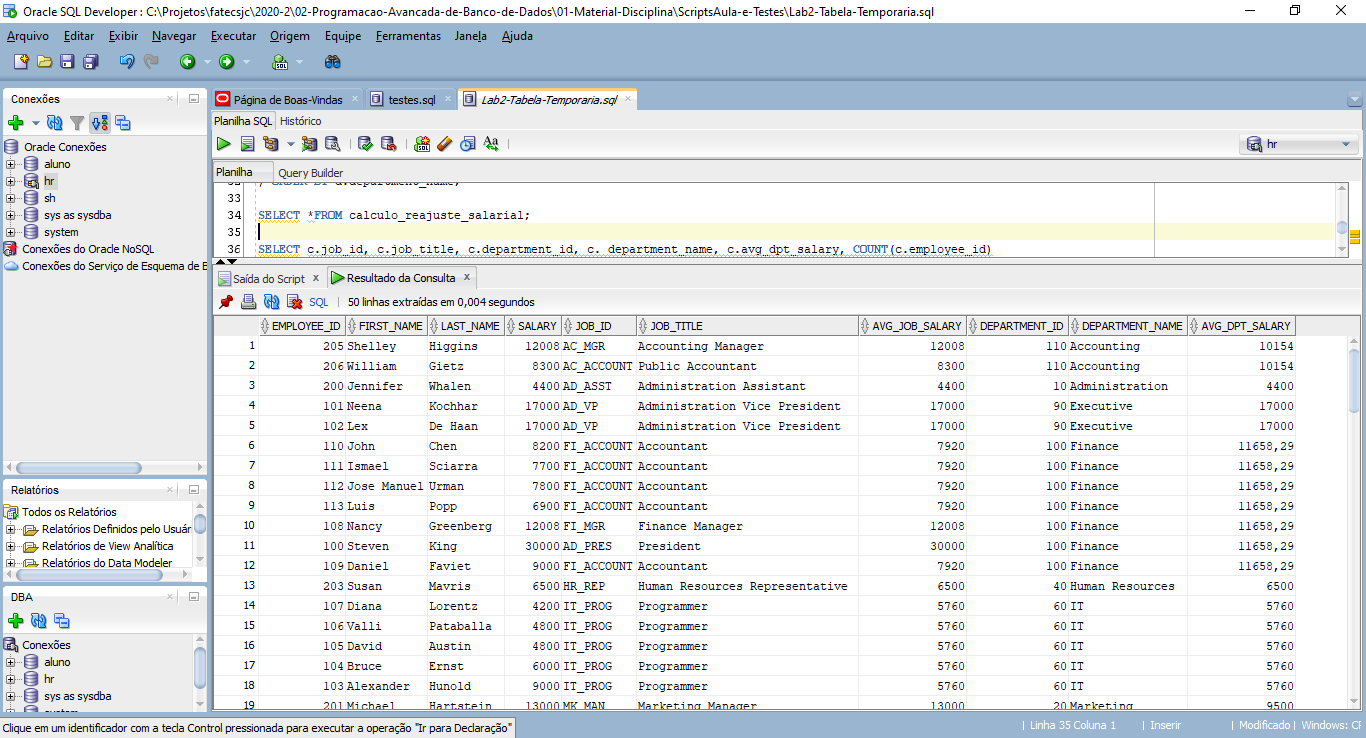 Oracle SQL Developer : C:\Projetos\fatecsjc\2020-2\02-Programacao-Avancada-de-Banco-de-Dados\01-Material-Disciplina\ScriptsAula-e-Testes\Lab2-Tabela-Temporaria.sql
Arquivo Editar Exibir Navegar Executar Origem Equipe Ferramentas Janela Ajuda
Conexões
Oracle Conexões
aluno
hr
sh
sys as sysdba
system
Conexões do Oracle NoSQL
Conexões do Serviço de Esquema de B
Relatórios
Todos os Relatórios
Relatórios Definidos pelo Usuár
Relatórios de View Analítica
Relatórios do Data Modeler
DBA
Conexões
aluno
hr
sys as sysdba
Página de Boas-Vindas testes.sql Lab2-Tabela-Temporaria.sql
Planilha SQL Histórico
hr
Planilha Query Builder
32 ) ORDER BY d.department_name;
33
34 SELECT *FROM calculo_reajuste_salarial;
35
36 SELECT c.job_id, c.job_title, c.department_id, c. department_name, c.avg_dpt_salary, COUNT(c.employee_id)
Saída do Script x Resultado da Consulta x
SQL | 50 linhas extraídas em 0,004 segundos
EMPLOYEE_ID FIRST_NAME LAST_NAME SALARY JOB_ID JOB_TITLE AVG_JOB_SALARY DEPARTMENT_ID DEPARTMENT_NAME AVG_DPT_SALARY
1 205 Shelley Higgins 12008 AC_MGR Accounting Manager 12008 110 Accounting 10154
2 206 William Gietz 8300 AC_ACCOUNT Public Accountant 8300 110 Accounting 10154
3 200 Jennifer Whalen 4400 AD_ASST Administration Assistant 4400 10 Administration 4400
4 101 Neena Kochhar 17000 AD_VP Administration Vice President 17000 90 Executive 17000
5 102 Lex De Haan 17000 AD_VP Administration Vice President 17000 90 Executive 17000
6 110 John Chen 8200 FI_ACCOUNT Accountant 7920 100 Finance 11658,29
7 111 Ismael Sciarra 7700 FI_ACCOUNT Accountant 7920 100 Finance 11658,29
8 112 Jose Manuel Urman 7800 FI_ACCOUNT Accountant 7920 100 Finance 11658,29
9 113 Luis Popp 6900 FI_ACCOUNT Accountant 7920 100 Finance 11658,29
10 108 Nancy Greenberg 12008 FI_MGR Finance Manager 12008 100 Finance 11658,29
11 100 Steven King 30000 AD_PRES President 30000 100 Finance 11658,29
12 109 Daniel Faviet 9000 FI_ACCOUNT Accountant 7920 100 Finance 11658,29
13 203 Susan Mavris 6500 HR_REP Human Resources Representative 6500 40 Human Resources 6500
14 107 Diana Lorentz 4200 IT_PROG Programmer 5760 60 IT 5760
15 106 Valli Pataballa 4800 IT_PROG Programmer 5760 60 IT 5760
16 105 David Austin 4800 IT_PROG Programmer 5760 60 IT 5760
17 104 Bruce Ernst 6000 IT_PROG Programmer 5760 60 IT 5760
18 103 Alexander Hunold 9000 IT_PROG Programmer 5760 60 IT 5760
19 201 Michael Hartstein 13000 MK_MAN Marketing Manager 13000 20 Marketing 9500
Clique em um identificador com a tecla Control pressionada para executar a operação "Ir para Declaração"
| Linha 35 Coluna 1 | Inserir | Modificado | Windows: CF